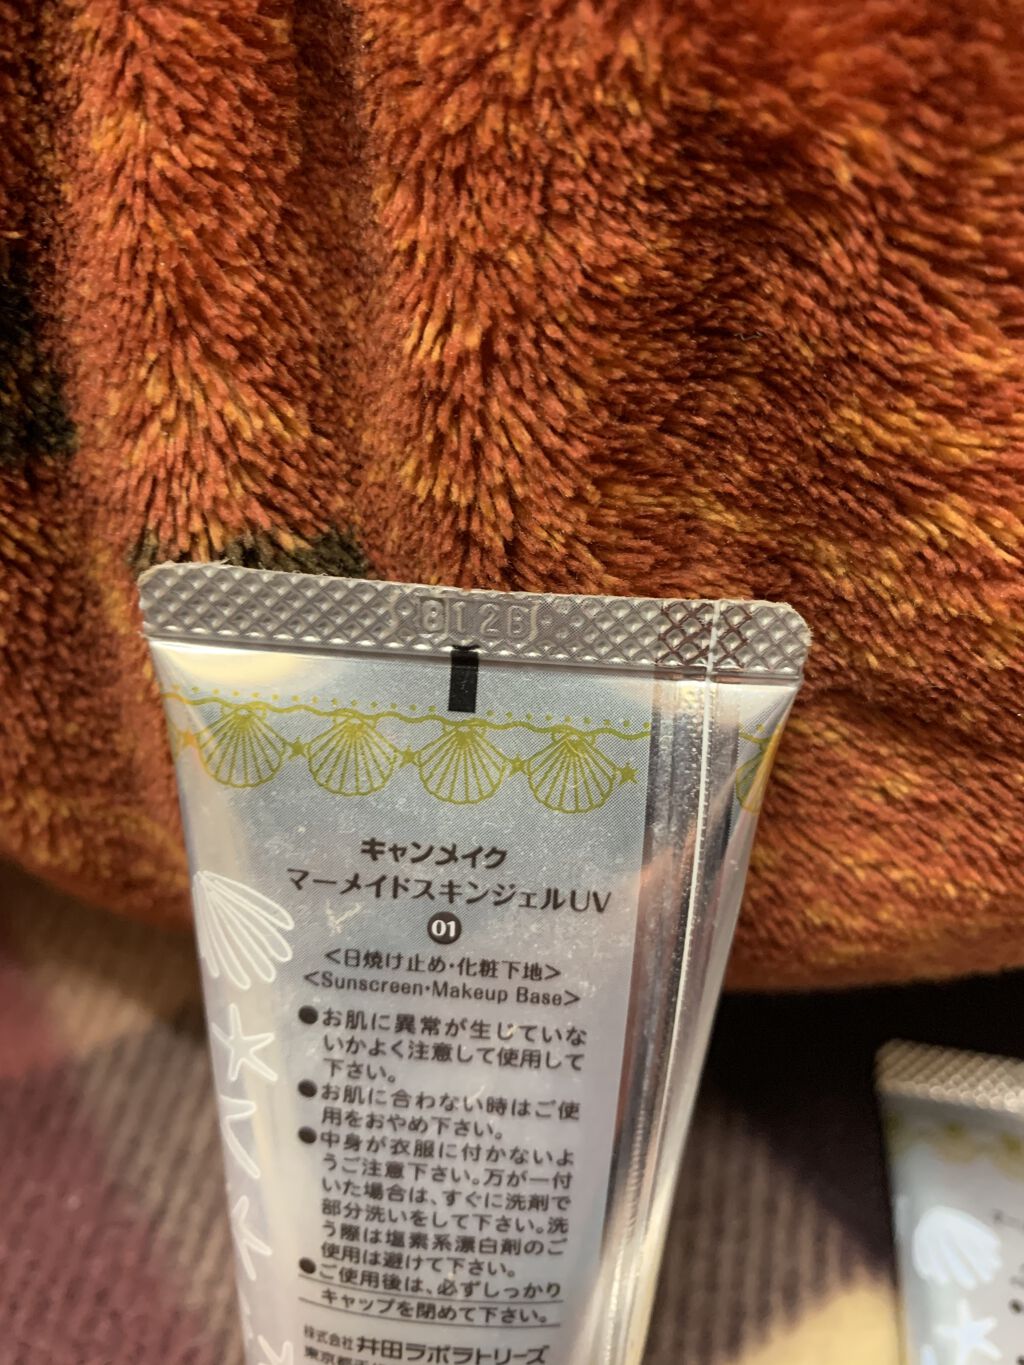 キャンメイク
マーメイドスキンジェルUV
01
<日焼け止め・化粧下地>
<Sunscreen・Makeup Base>
●お肌に異常が生じていな
いかよく注意して使用して
下さい。
●お肌に合わない時はご使
用をおやめ下さい。
●中身が衣服に付かないよ
うご注意下さい。万が一付
いた場合は、すぐに洗剤で
部分洗いをして下さい。洗
う際は塩素系漂白剤のご
使用は避けて下さい。
●ご使用後は、必ずしっかり
キャップを閉めて下さい。
株式会社 井田ラボラトリーズ
東京都千